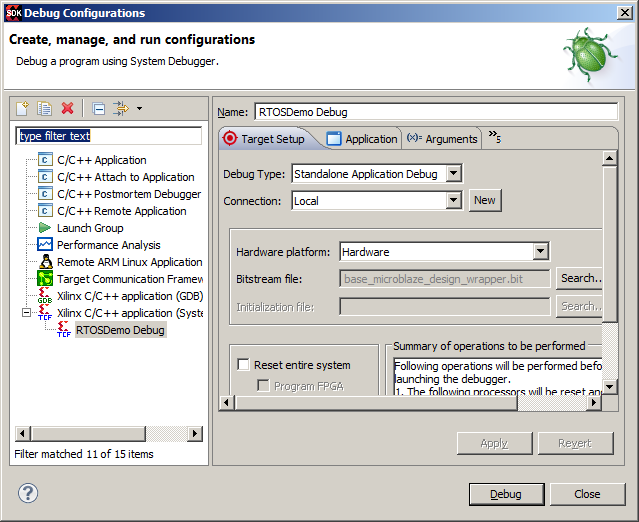 SDK Debug Configurations
Create, manage, and run configurations
Debug a program using System Debugger.
type filter text
C/C++ Application
C/C++ Attach to Application
C/C++ Postmortem Debugger
C/C++ Remote Application
Launch Group
Performance Analysis
Remote ARM Linux Application
Target Communication Framew
GDB Xilinx C/C++ application (GDB)
TCF Xilinx C/C++ application (Syste
TCF RTOSDemo Debug
Filter matched 11 of 15 items
Name: RTOSDemo Debug
Target Setup Application (x)= Arguments »5
Debug Type: Standalone Application Debug
Connection: Local New
Hardware platform: Hardware
Bitstream file: base_microblaze_design_wrapper.bit Search...
Initialization file: Search...
Reset entire system
Program FPGA
Summary of operations to be performed
Following operations will be performed befo
launching the debugger.
1. The following processors will be reset and
Apply Revert
? Debug Close